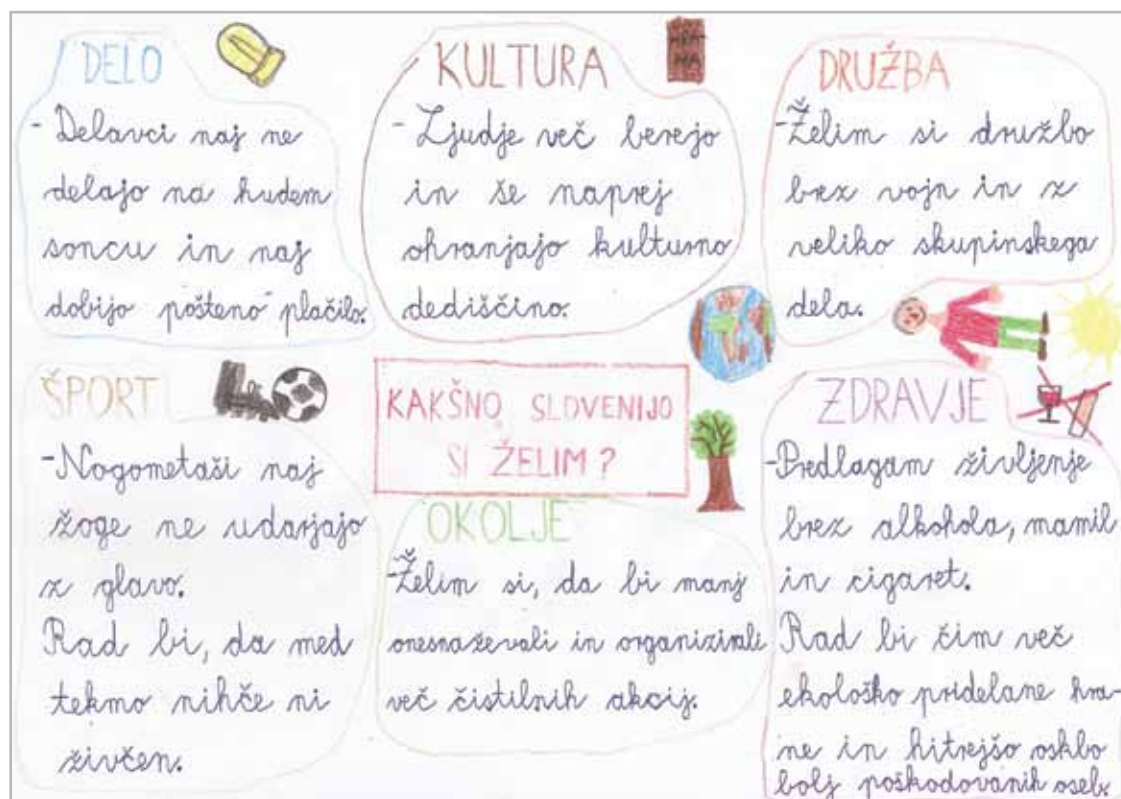 DELO
- Delavci naj ne
delajo na hudem
soncu in naj
dobijo pošteno plačilo.
KULTURA
HRA-
NA
- Ljudje več berejo
in še naprej
ohranjajo kulturno
dediščino.
DRUŽBA
- Želim si družbo
brez vojn in z
veliko skupinskega
dela.
ŠPORT
- Nogometaši naj
žoge ne udarjajo
z glavo.
Rad bi, da med
tekmo nihče ni
živčen.
KAKŠNO SLOVENIJO
SI ŽELIM?
OKOLJE
- Želim si, da bi manj
onesnaževali in organizirali
več čistilnih akcij.
ZDRAVJE
- Predlagam življenje
brez alkohola, mamil
in cigaret.
Rad bi čim več
ekološko pridelane hra-
ne in hitrejšo oskbo
bolj poškodovanih oseb.